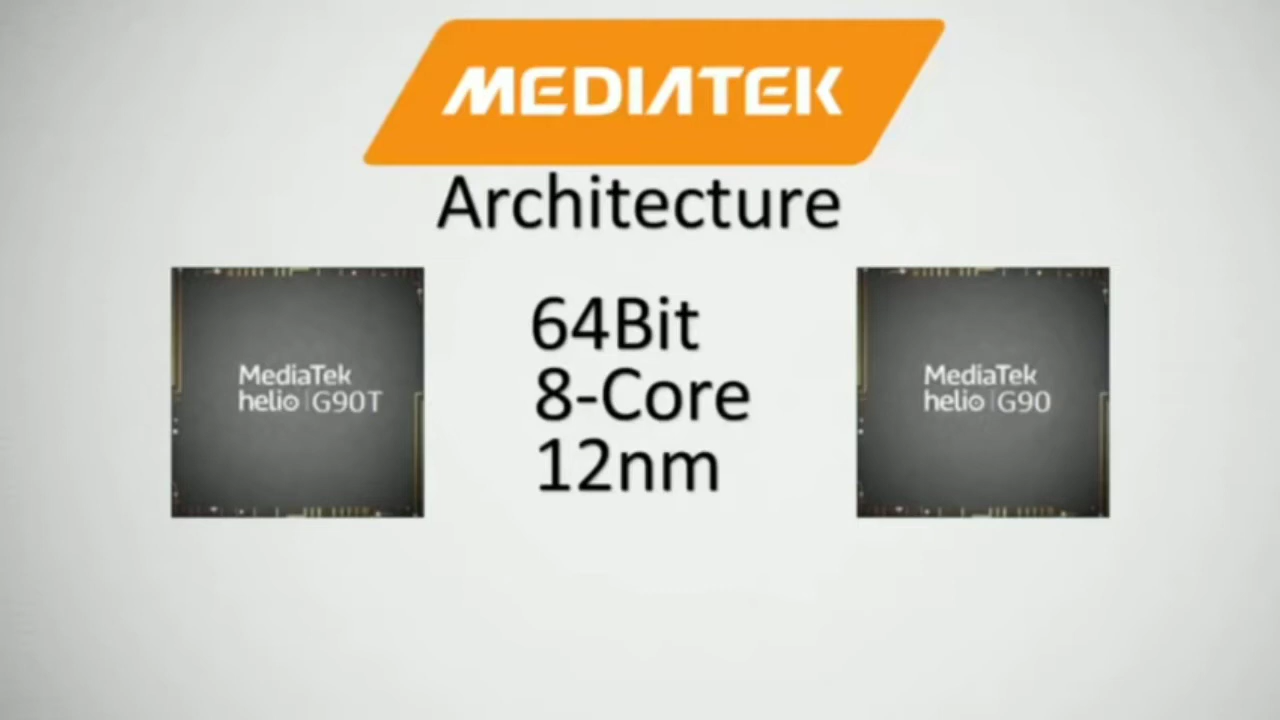 MEDIATEK
Architecture
MediaTek
helio | G90T
64Bit
8-Core
12nm
MediaTek
helio | G90